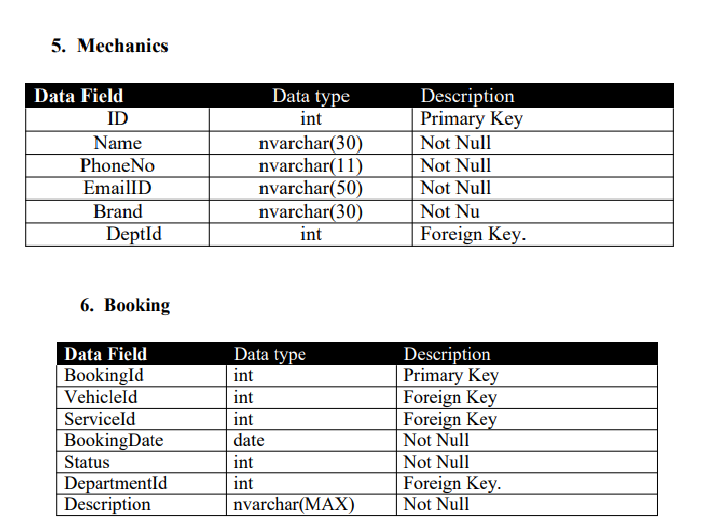 5. Mechanics
Data Field Data type Description
ID int Primary Key
Name nvarchar(30) Not Null
PhoneNo nvarchar(11) Not Null
EmailID nvarchar(50) Not Null
Brand nvarchar(30) Not Nu
DeptId int Foreign Key.
6. Booking
Data Field Data type Description
BookingId int Primary Key
VehicleId int Foreign Key
ServiceId int Foreign Key
BookingDate date Not Null
Status int Not Null
DepartmentId int Foreign Key.
Description nvarchar(MAX) Not Null